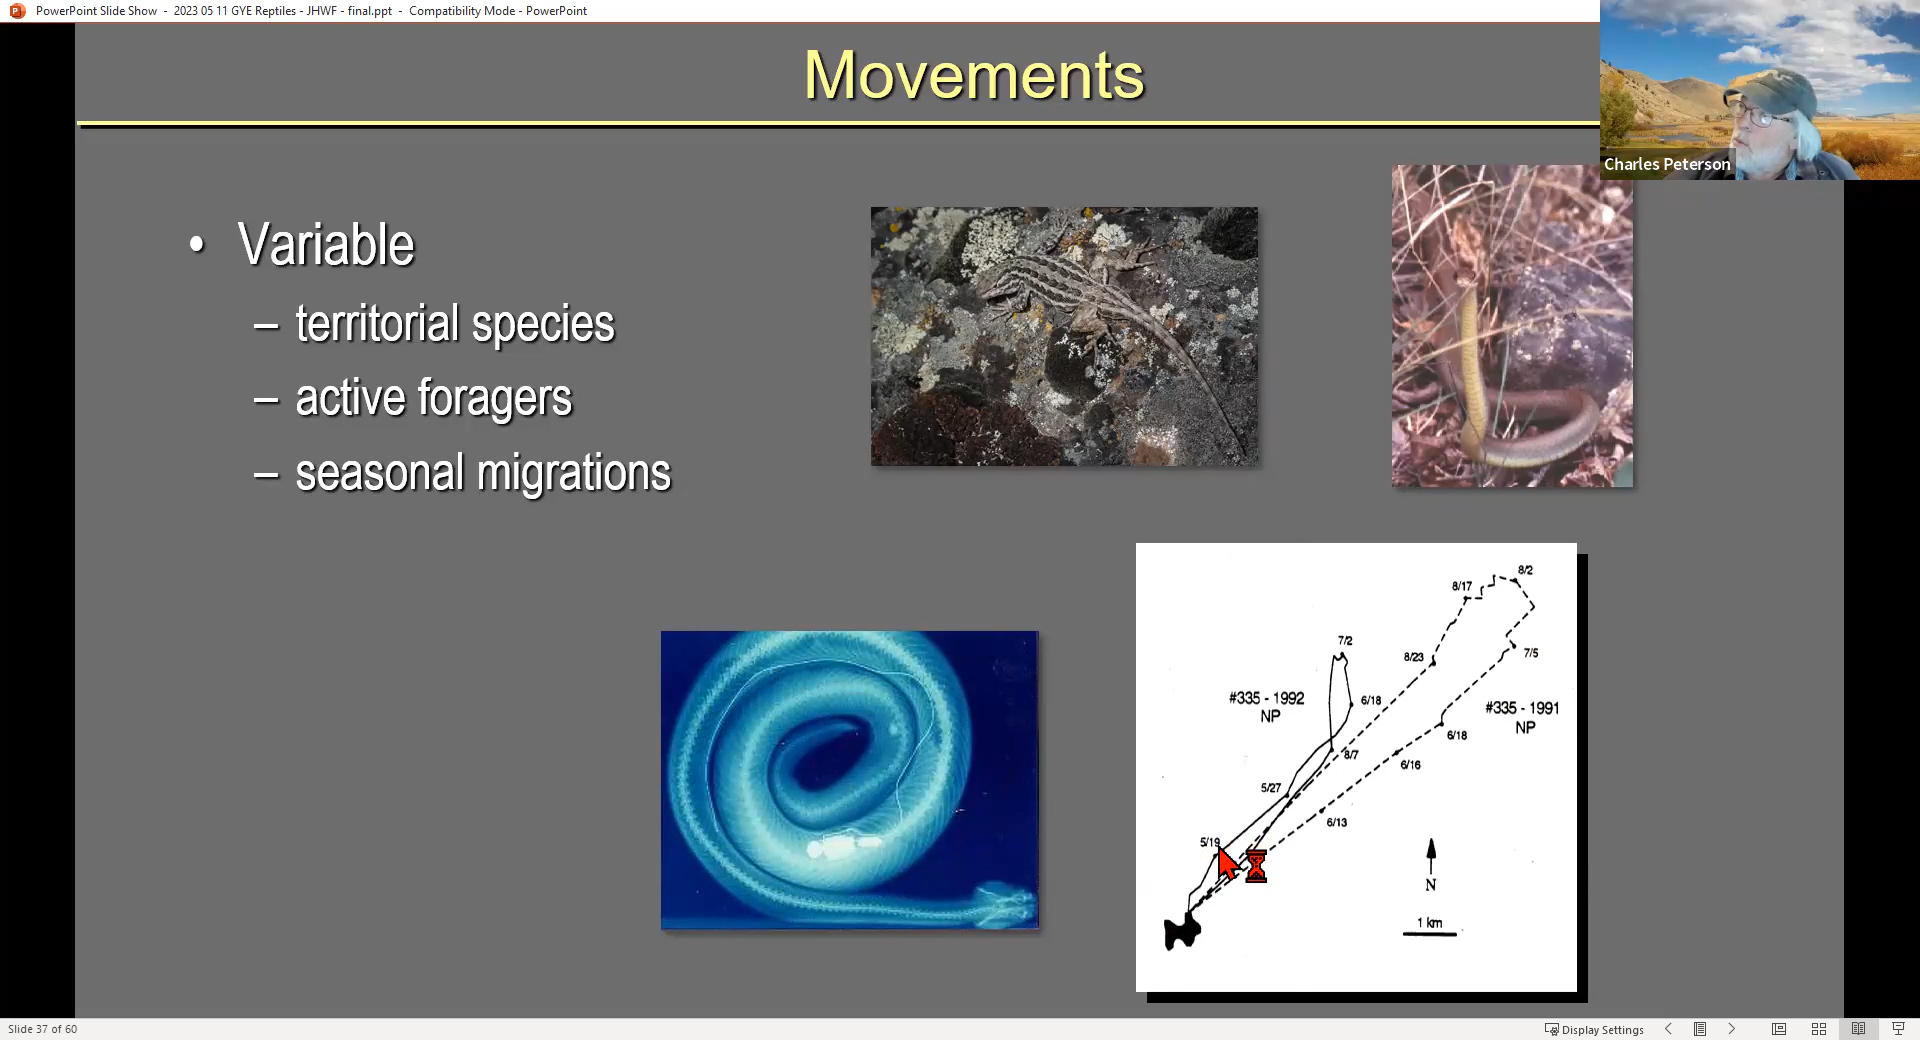 PowerPoint Slide Show - 2023 05 11 GYE Reptiles - JHWF - final.ppt - Compatibility Mode - PowerPoint
Movements
Charles Peterson
• Variable
– territorial species
– active foragers
– seasonal migrations
8/2
8/17
7/2
8/23
7/5
#335 - 1992
NP
6/18
#335 - 1991
NP
6/18
8/7
6/16
5/27
6/13
5/19
N
1 km
Slide 37 of 60
Display Settings